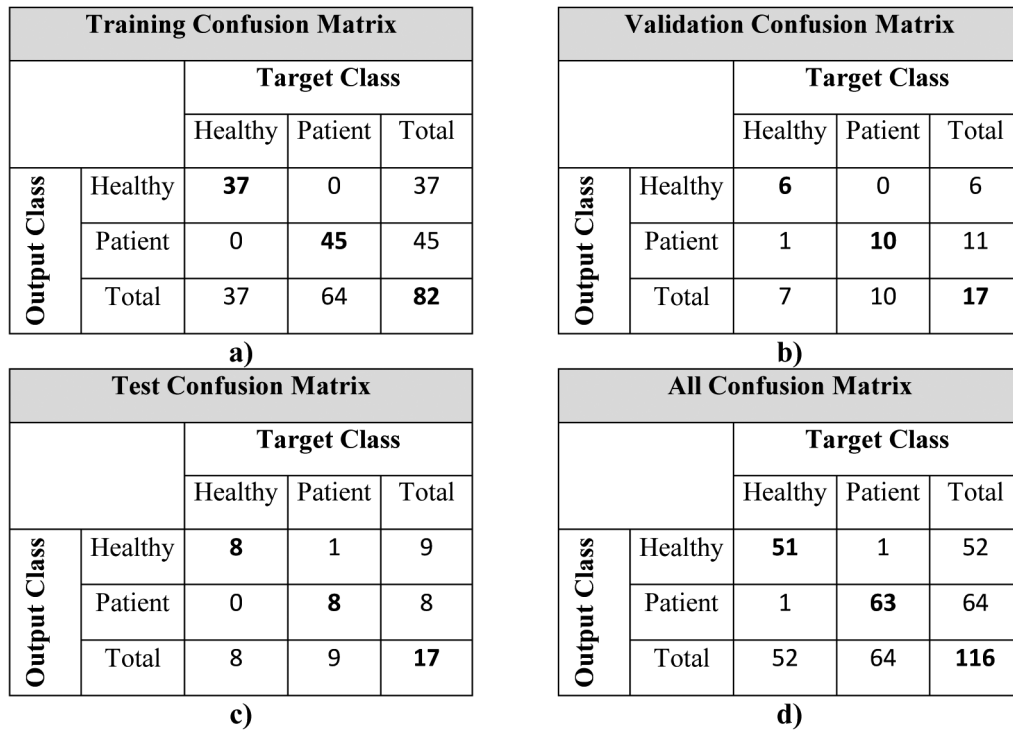 Training Confusion Matrix
Target Class
Healthy Patient Total
Output Class
Healthy 37 0 37
Patient 0 45 45
Total 37 64 82
a)
Validation Confusion Matrix
Target Class
Healthy Patient Total
Output Class
Healthy 6 0 6
Patient 1 10 11
Total 7 10 17
b)
Test Confusion Matrix
Target Class
Healthy Patient Total
Output Class
Healthy 8 1 9
Patient 0 8 8
Total 8 9 17
c)
All Confusion Matrix
Target Class
Healthy Patient Total
Output Class
Healthy 51 1 52
Patient 1 63 64
Total 52 64 116
d)